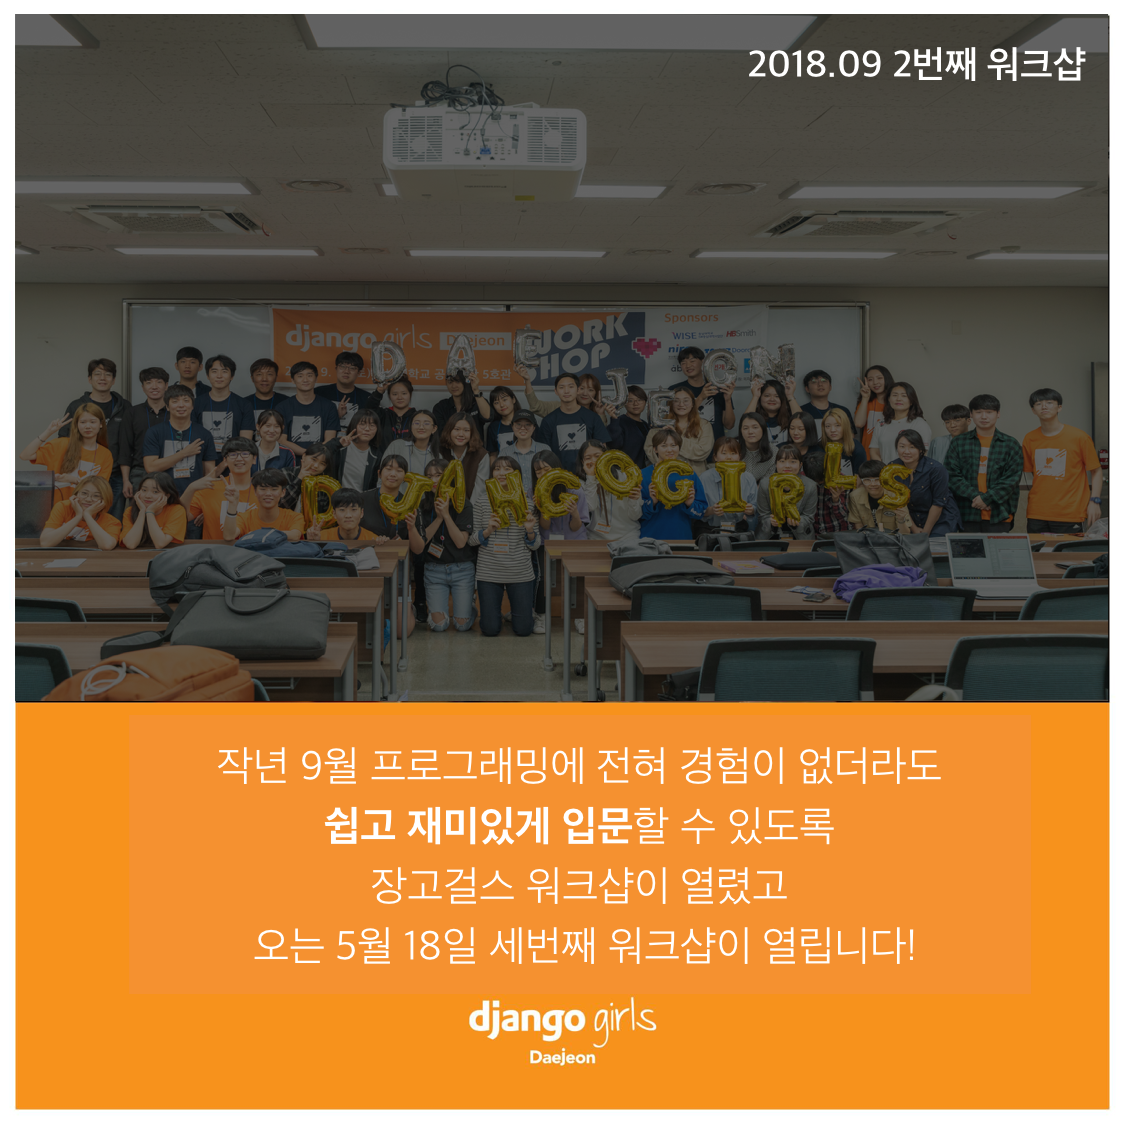 2018.09 2번째 워크샵
django girls Daejeon
WORK
SHOP
Sponsors
WISE
5호관
DAEJEON
DJANGOGIRLS
작년 9월 프로그래밍에 전혀 경험이 없더라도
쉽고 재미있게 입문할 수 있도록
장고걸스 워크샵이 열렸고
오는 5월 18일 세번째 워크샵이 열립니다!
django girls
Daejeon